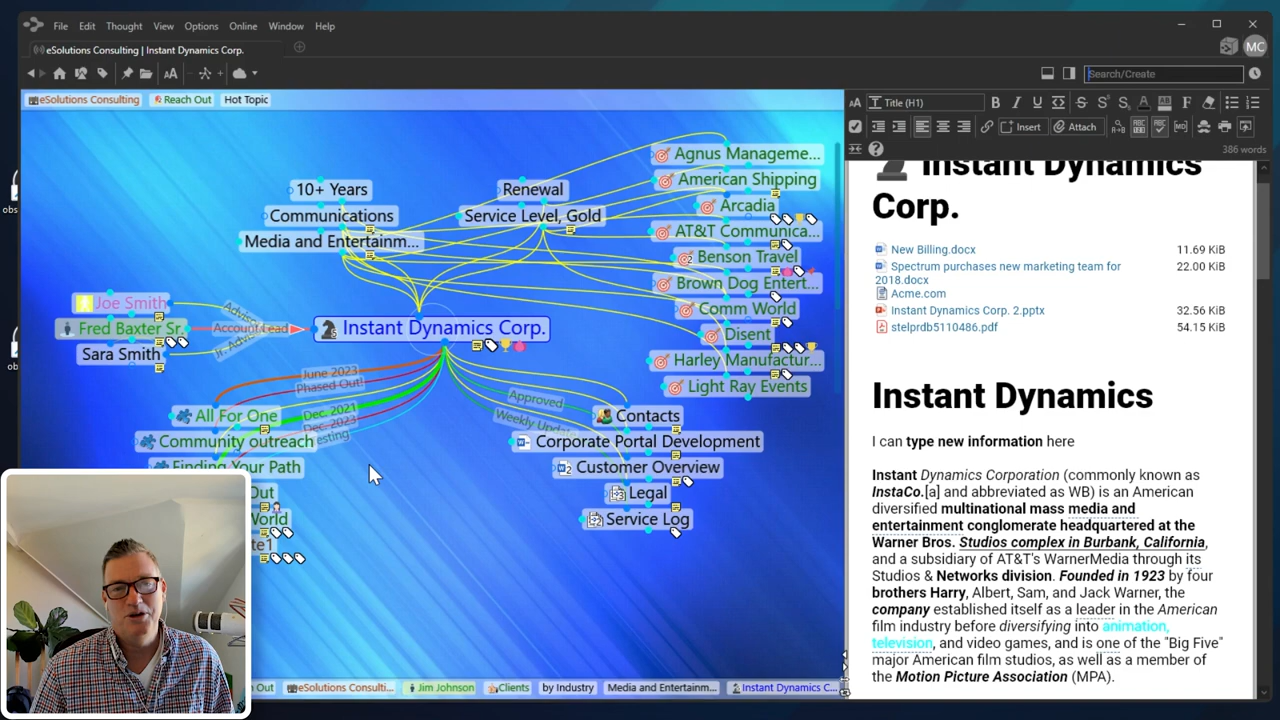 File Edit Thought View Options Online Window Help
eSolutions Consulting | Instant Dynamics Corp.
MC
Search/Create
eSolutions Consulting Reach Out Hot Topic
Title (H1)
Insert Attach
386 words
10+ Years
Communications
Media and Entertainm...
Renewal
Service Level, Gold
Agnus Manageme...
American Shipping
Arcadia
AT&T Communica...
Benson Travel
Brown Dog Entert...
Comm World
Disent
Harley Manufactur...
Light Ray Events
Joe Smith
Fred Baxter Sr.
Sara Smith
Account Lead
Jr. Advisor
Instant Dynamics Corp.
June 2023
Phased Out!
Dec. 2021
Dec. 2023
Approved
All For One
Community outreach
Finding Your Path
Out
World
Contacts
Corporate Portal Development
Customer Overview
Legal
Service Log
obs
Out eSolutions Consulti... Jim Johnson Clients by Industry Media and Entertainm... Instant Dynamics C...
Instant Dynamics
Corp.
New Billing.docx 11.69 KiB
Spectrum purchases new marketing team for 22.00 KiB
2018.docx
Acme.com
Instant Dynamics Corp. 2.pptx 32.56 KiB
stelprdb5110486.pdf 54.15 KiB
Instant Dynamics
I can type new information here
Instant Dynamics Corporation (commonly known as
InstaCo.[a] and abbreviated as WB) is an American
diversified multinational mass media and
entertainment conglomerate headquartered at the
Warner Bros. Studios complex in Burbank, California,
and a subsidiary of AT&T's WarnerMedia through its
Studios & Networks division. Founded in 1923 by four
brothers Harry, Albert, Sam, and Jack Warner, the
company established itself as a leader in the American
film industry before diversifying into animation,
television, and video games, and is one of the "Big Five"
major American film studios, as well as a member of
the Motion Picture Association (MPA).